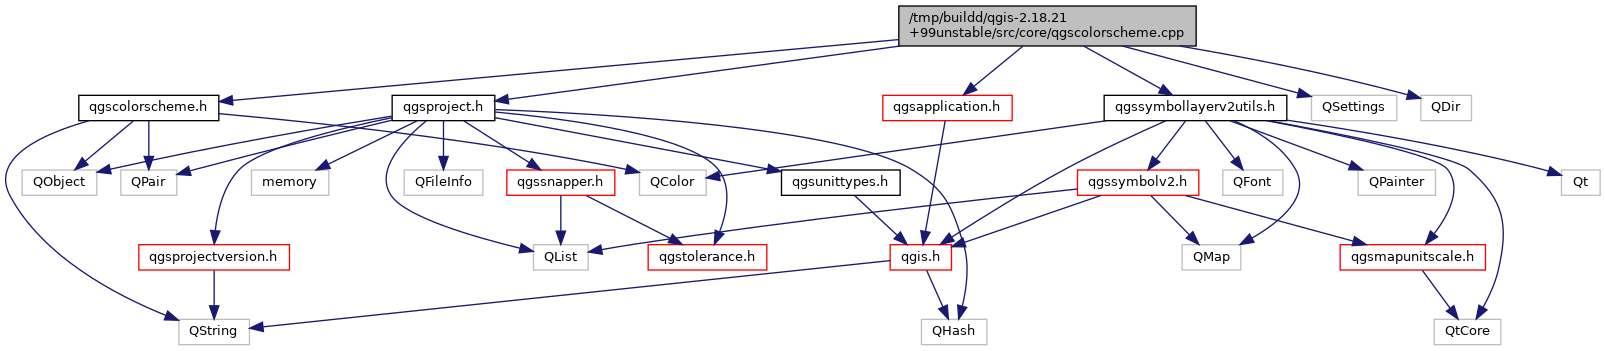 /tmp/buildd/qgis-2.18.21
+99unstable/src/core/qgscolorscheme.cpp
qgscolorscheme.h
qgsproject.h
qgsapplication.h
qgssymbollayerv2utils.h
QSettings
QDir
QObject
QPair
memory
QFileInfo
qgssnapper.h
QColor
qgsunittypes.h
qgssymbolv2.h
QFont
QPainter
Qt
qgsprojectversion.h
QList
qgstolerance.h
qgis.h
QMap
qgsmapunitscale.h
QString
QHash
QtCore